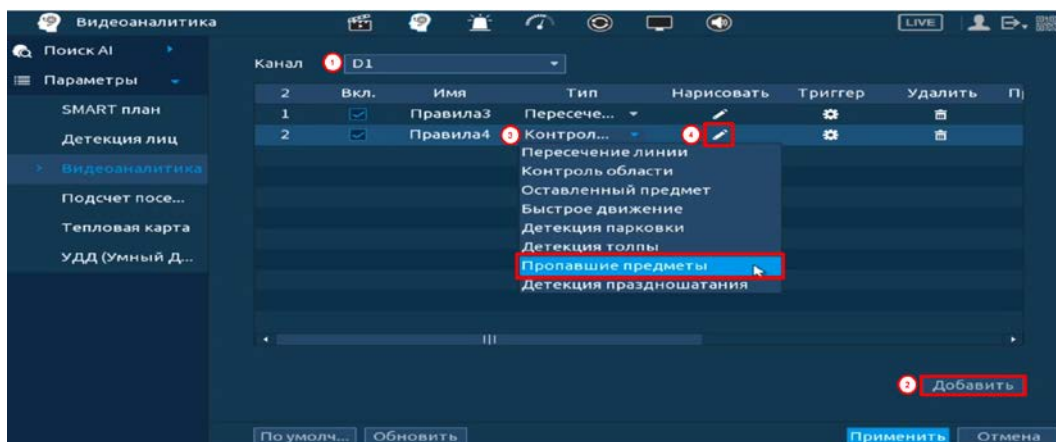 Видеоаналитика
LIVE
Поиск AI
Параметры
SMART план
Детекция лиц
Видеоаналитика
Подсчет посе...
Тепловая карта
УДД (Умный Д...
Канал 1 D1
2 Вкл. Имя Тип Нарисовать Триггер Удалить П
1 Правила3 Пересече...
2 Правила4 3 Контрол... 4
Пересечение линии
Контроль области
Оставленный предмет
Быстрое движение
Детекция парковки
Детекция толпы
Пропавшие предметы
Детекция праздношатания
2 Добавить
По умолч... Обновить Применить Отмена